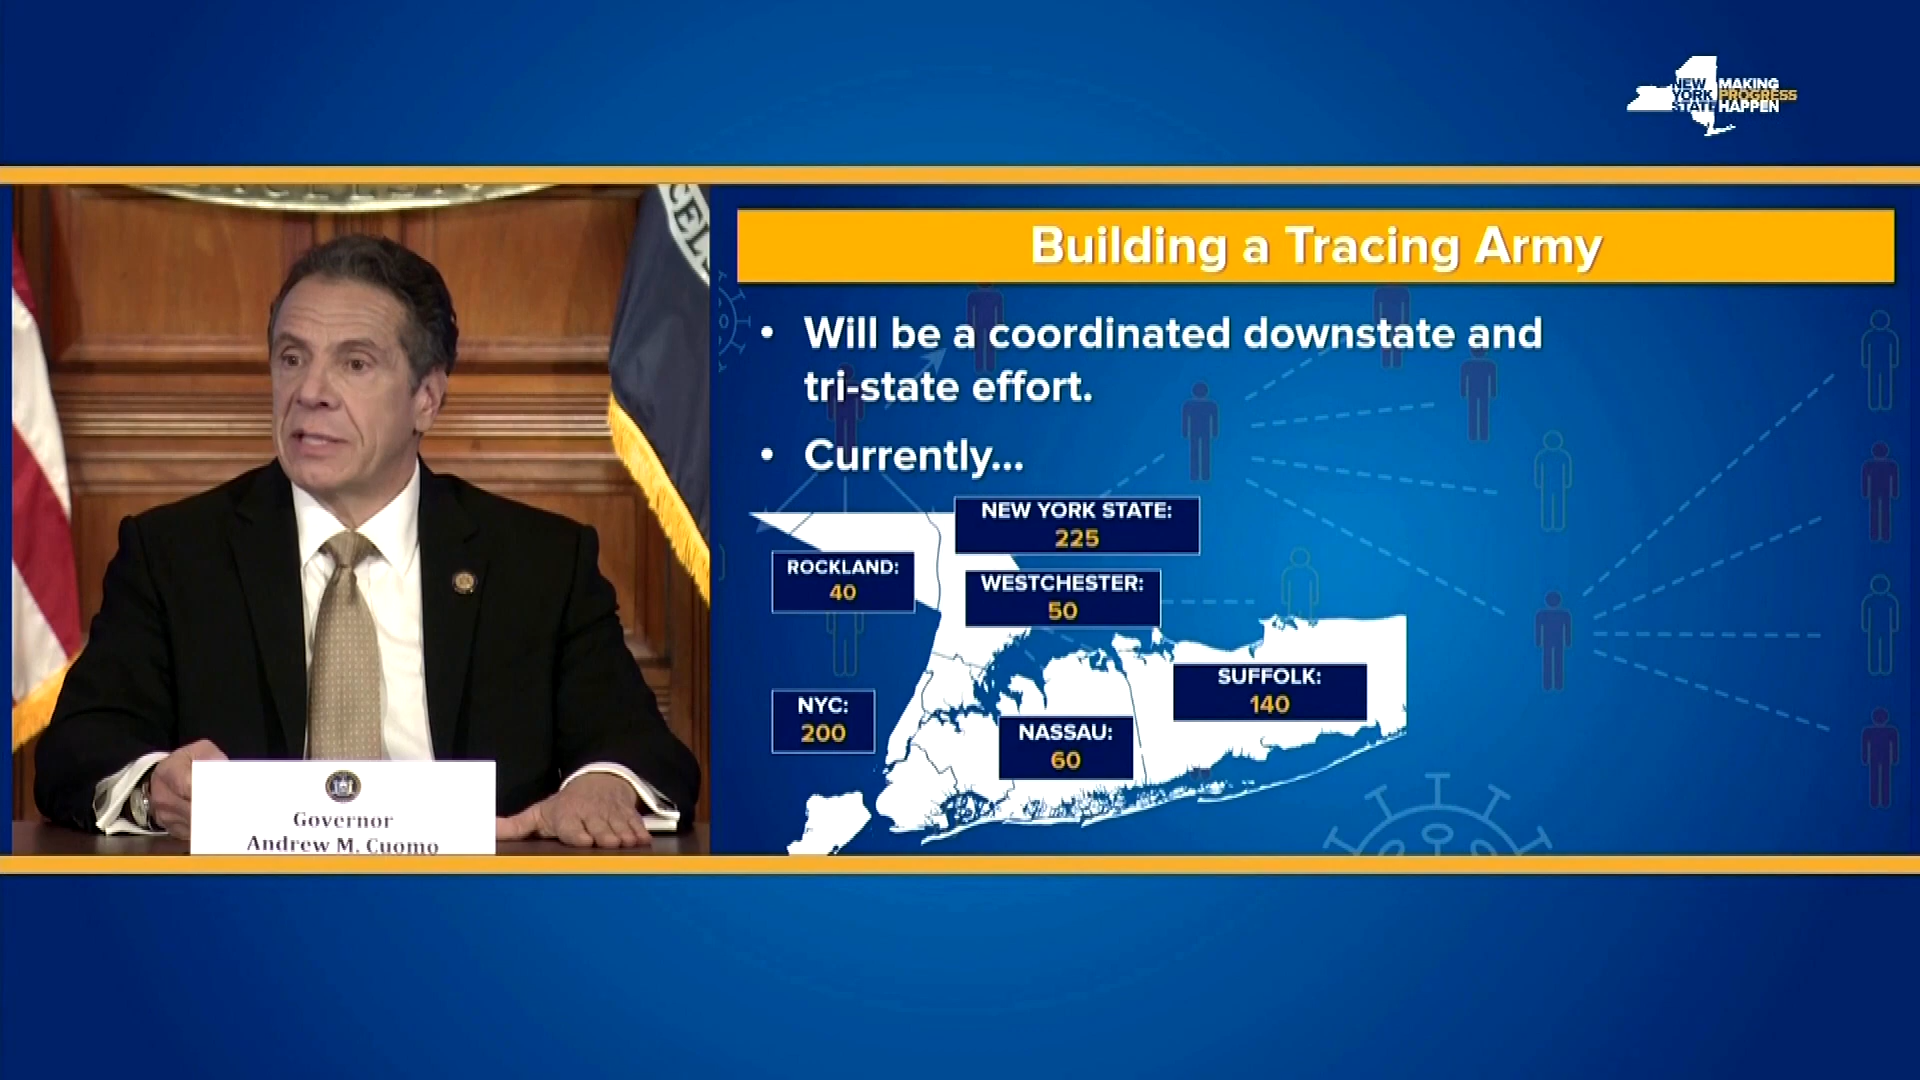 NEW YORK STATE
MAKING PROGRESS HAPPEN
CEL
Building a Tracing Army
• Will be a coordinated downstate and
tri-state effort.
• Currently...
NEW YORK STATE:
225
ROCKLAND:
40
WESTCHESTER:
50
SUFFOLK:
140
NYC:
200
NASSAU:
60
Governor
Andrew M. Cuomo